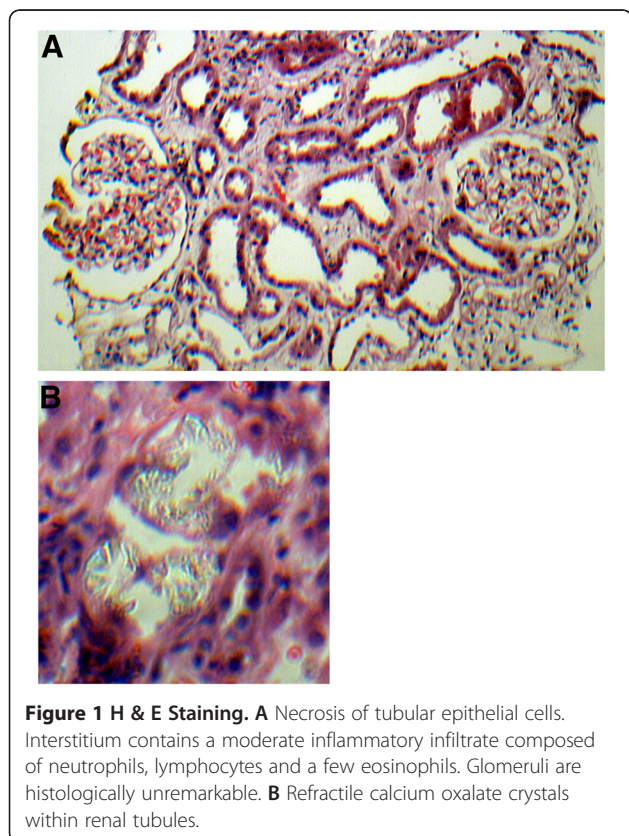 A
B
Figure 1 H & E Staining. A Necrosis of tubular epithelial cells.
Interstitium contains a moderate inflammatory infiltrate composed
of neutrophils, lymphocytes and a few eosinophils. Glomeruli are
histologically unremarkable. B Refractile calcium oxalate crystals
within renal tubules.